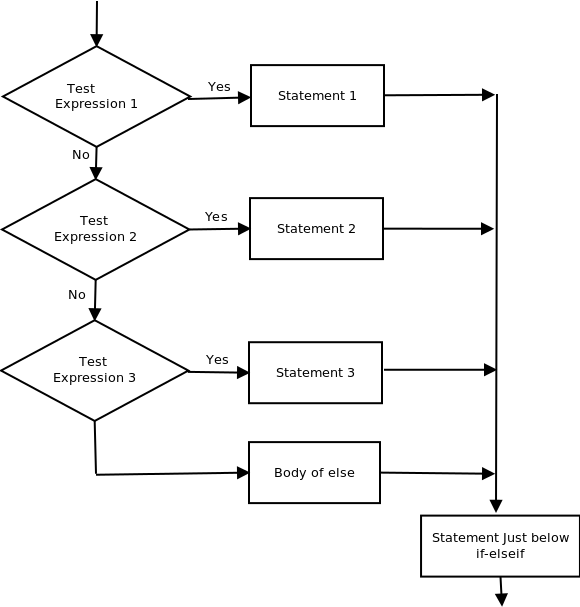 Test
Expression 1
Yes
Statement 1
No
Test
Expression 2
Yes
Statement 2
No
Test
Expression 3
Yes
Statement 3
Body of else
Statement Just below
if-elseif